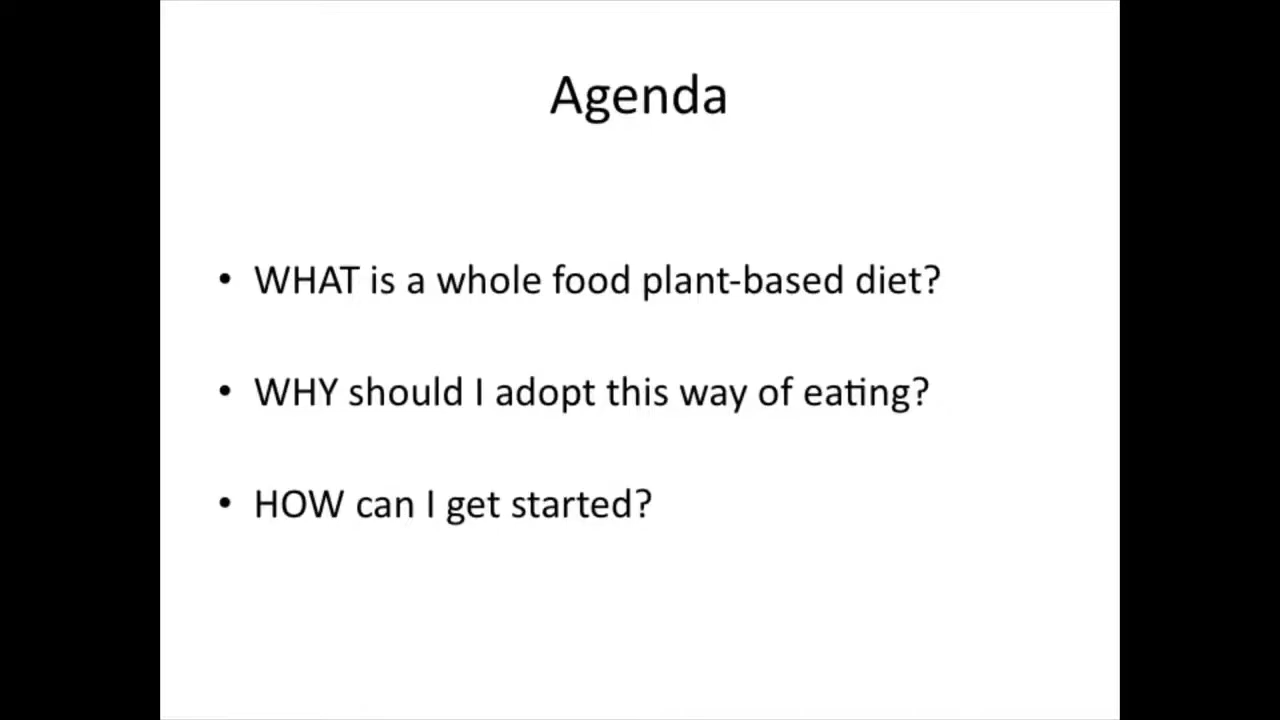 Agenda
• WHAT is a whole food plant-based diet?
• WHY should I adopt this way of eating?
• HOW can I get started?